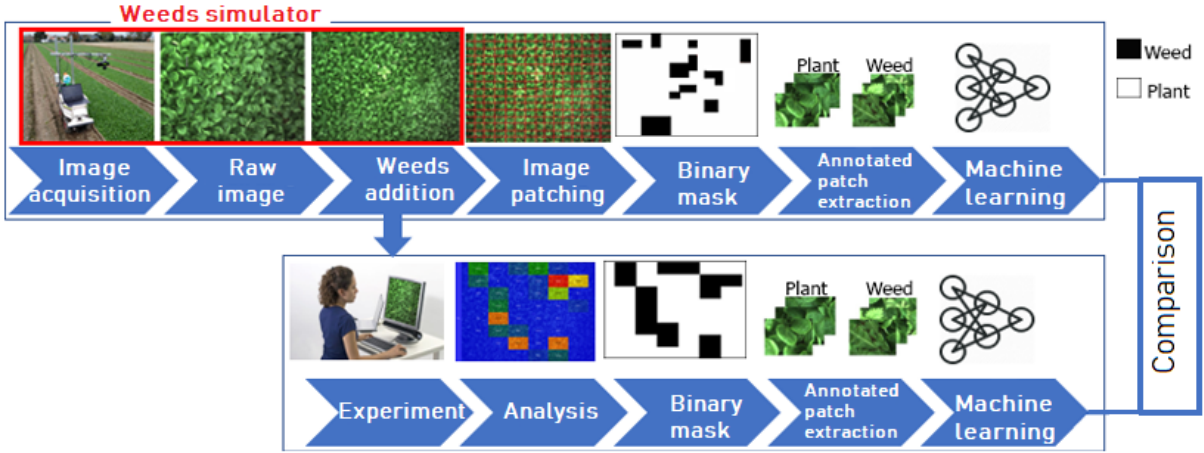 Weeds simulator
Weed
Plant
Plant
Weed
Image
acquisition
Raw
image
Weeds
addition
Image
patching
Binary
mask
Annotated
patch
extraction
Machine
learning
Comparison
Plant
Weed
Experiment
Analysis
Binary
mask
Annotated
patch
extraction
Machine
learning